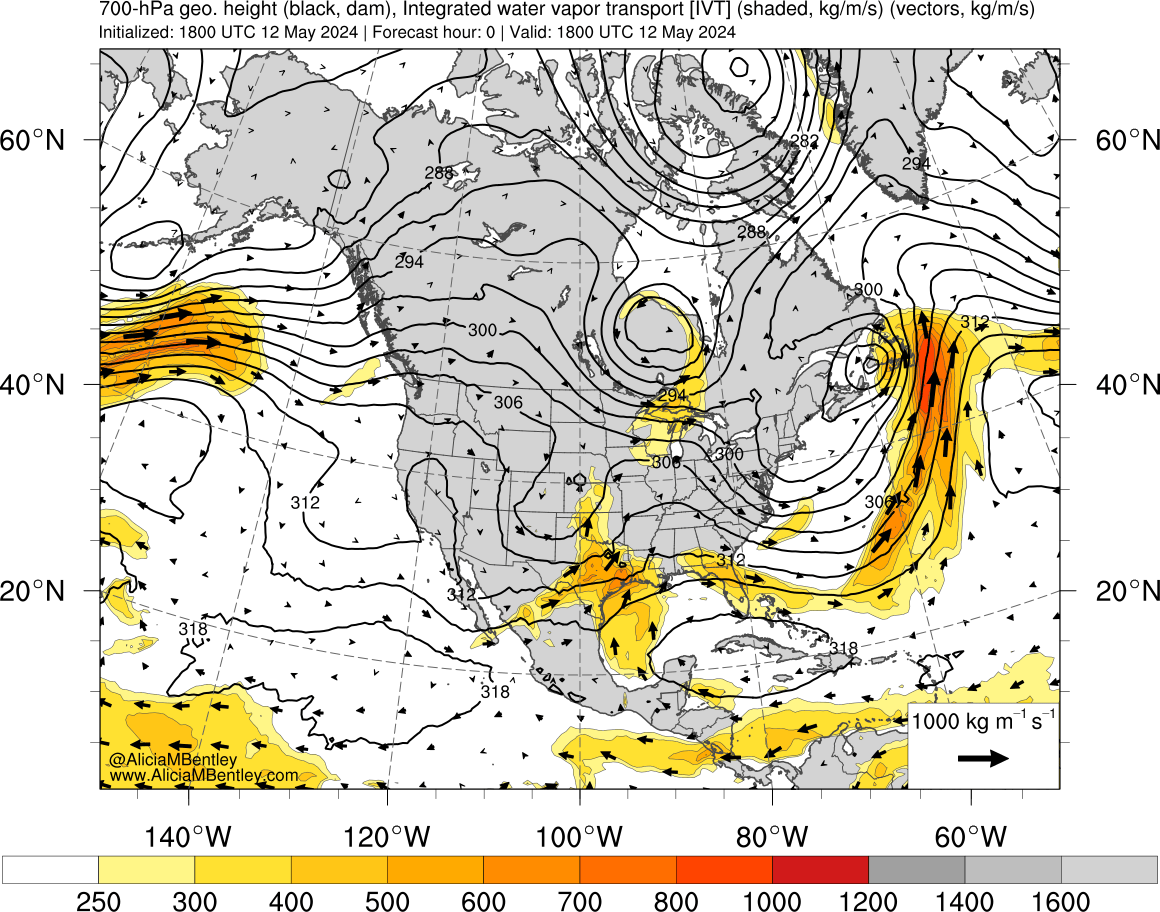 700-hPa geo. height (black, dam), Integrated water vapor transport [IVT] (shaded, kg/m/s) (vectors, kg/m/s)
Initialized: 1800 UTC 12 May 2024 | Forecast hour: 0 | Valid: 1800 UTC 12 May 2024
60°N 282 294 60°N
288
288
294
300
300 312
40°N 294 40°N
306
300
306
312 306
312
20°N 312 20°N
318
318
318
1000 kg m⁻¹ s⁻¹
@AliciaMBentley
www.AliciaMBentley.com
140°W 120°W 100°W 80°W 60°W
250 300 400 500 600 700 800 1000 1200 1400 1600